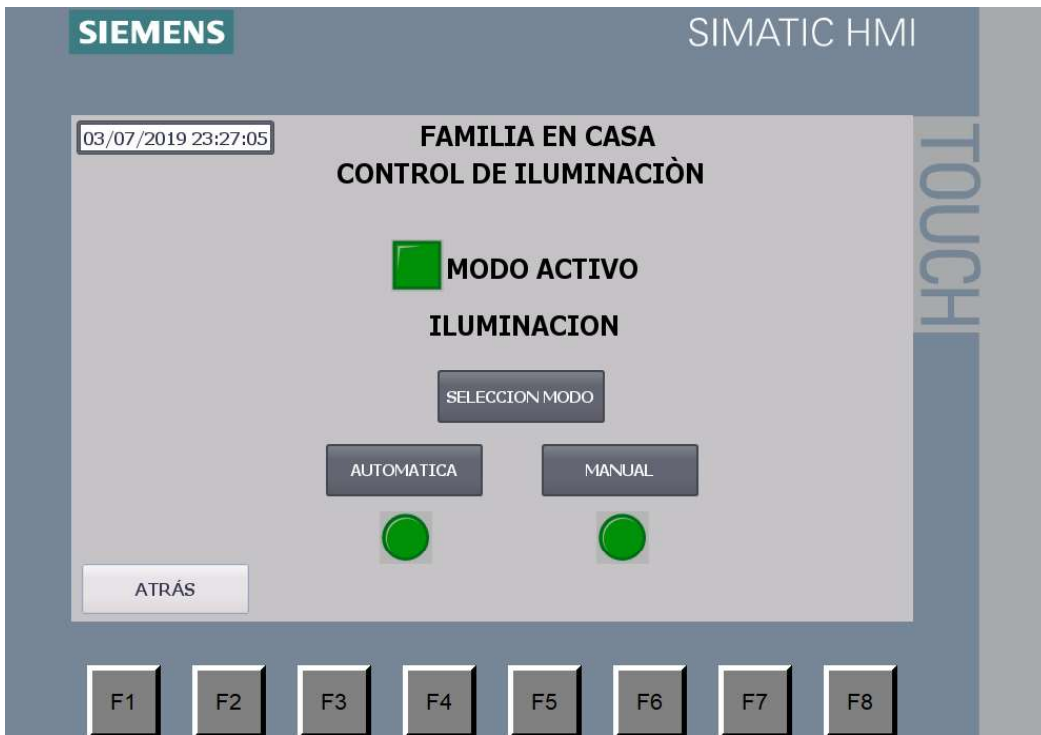 SIEMENS
SIMATIC HMI
TOUCH
03/07/2019 23:27:05
FAMILIA EN CASA
CONTROL DE ILUMINACIÒN
MODO ACTIVO
ILUMINACION
SELECCION MODO
AUTOMATICA
MANUAL
ATRÁS
F1
F2
F3
F4
F5
F6
F7
F8